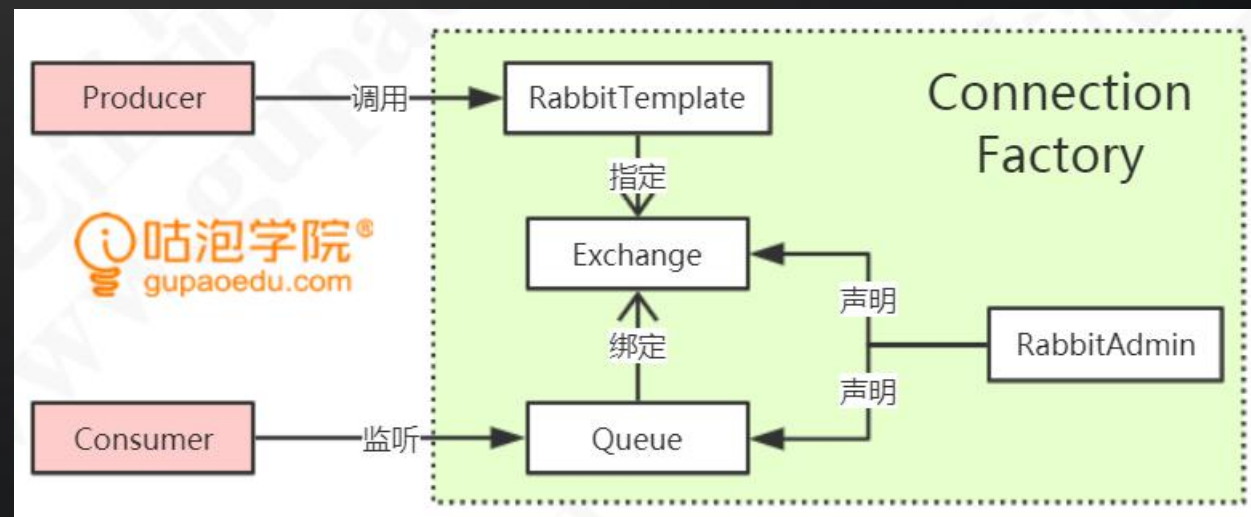 Producer
调用
RabbitTemplate
Connection
Factory
指定
咕泡学院®
gupaoedu.com
Exchange
声明
绑定
RabbitAdmin
声明
Consumer
监听
Queue